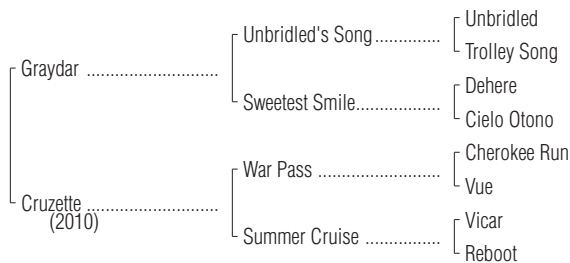 Unbridled
Unbridled's Song ..............
Trolley Song
Graydar ............................
Dehere
Sweetest Smile..................
Cielo Otono
Cherokee Run
War Pass ..........................
Vue
Cruzette ............................
(2010)
Vicar
Summer Cruise ................
Reboot